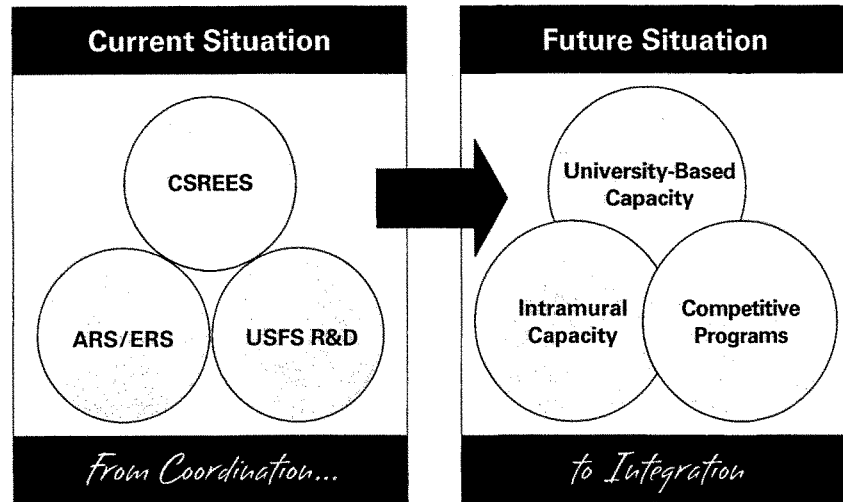 Current Situation
CSREES
ARS/ERS
USFS R&D
From Coordination...
Future Situation
University-Based
Capacity
Intramural
Capacity
Competitive
Programs
to Integration